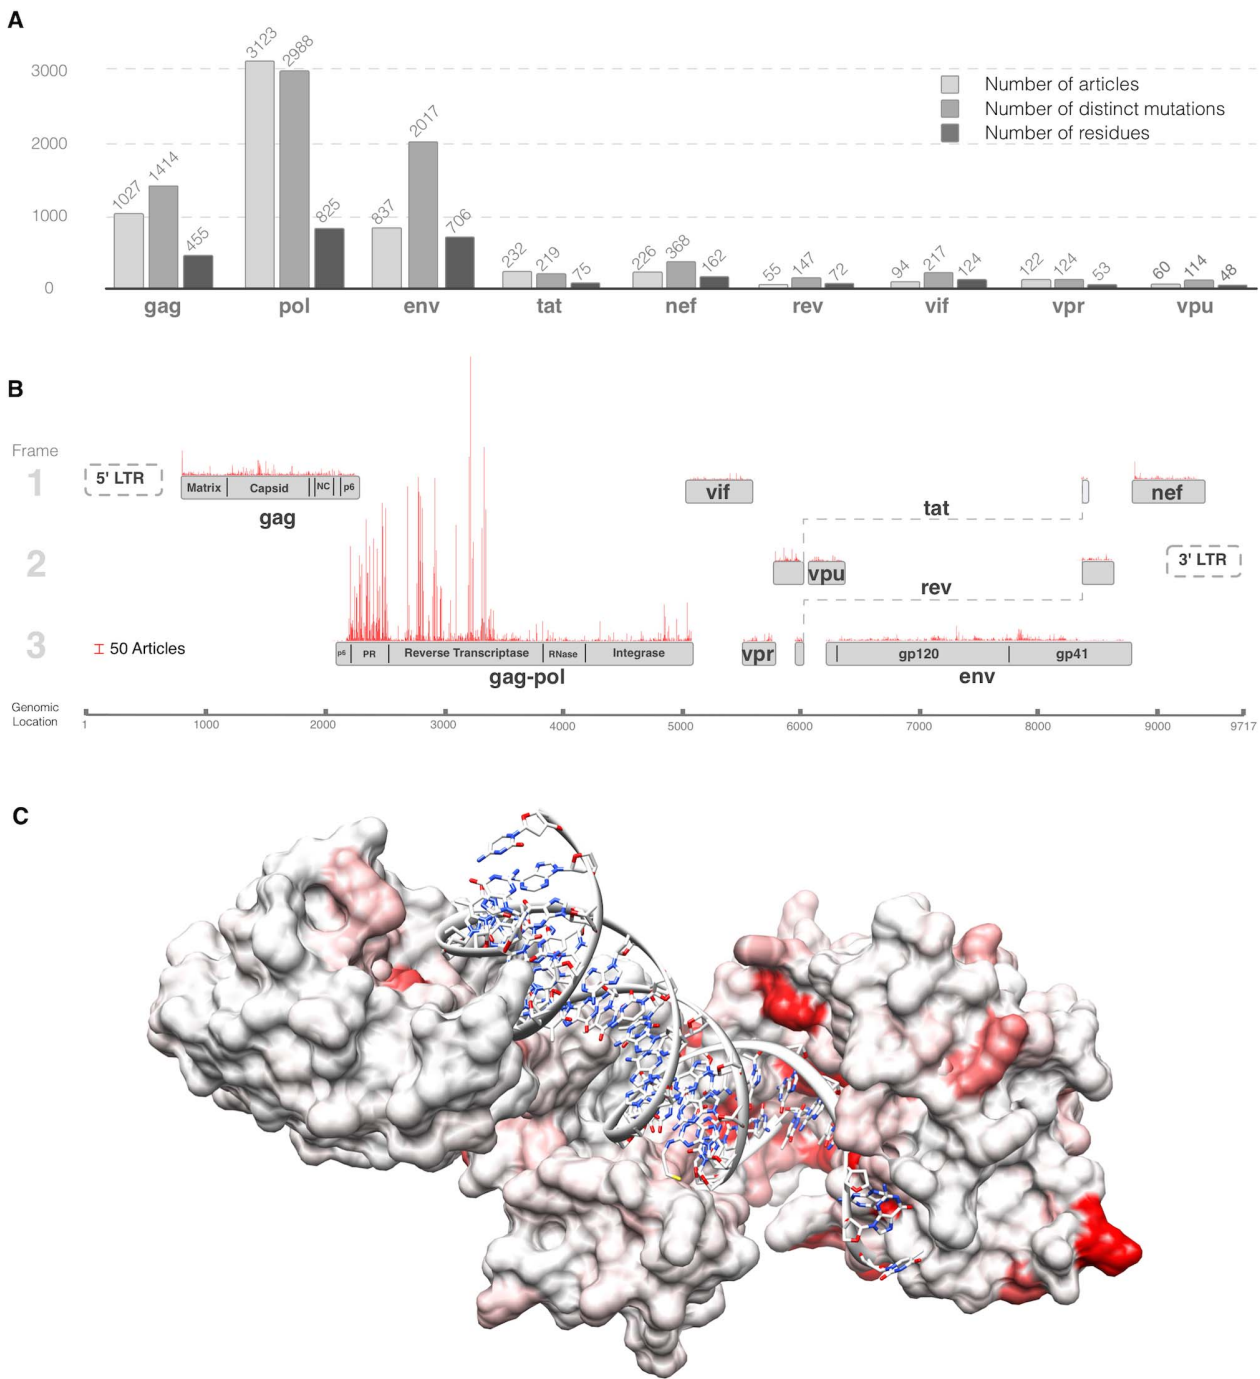 A
3123
2988
3000
Number of articles
Number of distinct mutations
Number of residues
2017
2000
1414
1027
825
837
706
1000
455
232
219
75
226
368
162
55
147
72
94
217
124
122
124
53
60
114
48
0
gag
pol
env
tat
nef
rev
vif
vpr
vpu
B
Frame
1
5' LTR
Matrix
Capsid
NC
p6
gag
vif
tat
nef
2
vpu
rev
3' LTR
3
50 Articles
p6
PR
Reverse Transcriptase
RNase
Integrase
gag-pol
vpr
gp120
gp41
env
Genomic
Location
1
1000
2000
3000
4000
5000
6000
7000
8000
9000
9717
C